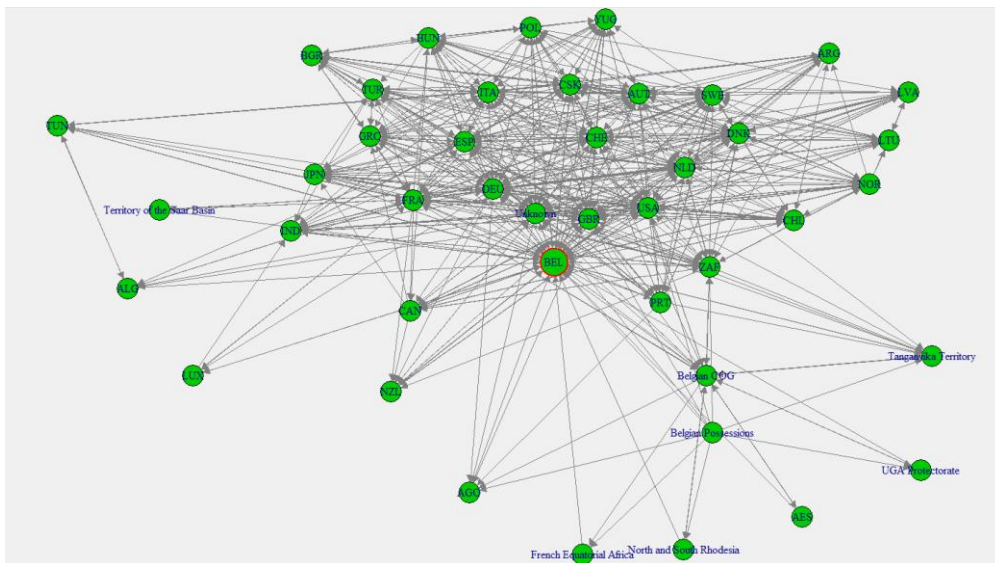 YUG
POL
HUN
BGR
ARG
TUR
ITA
CSK
AUT
SWE
LVA
TUN
GRC
ESP
CHE
DNK
LTU
JPN
DEU
NLD
NOR
FRA
Territory of the Saar Basin
Unknown
GBR
USA
CHL
IND
BEL
ZAF
ALG
CAN
PRT
Tanganyika Territory
LUX
NZL
Belgian COG
Belgian Possessions
UGA Protectorate
AGO
AES
French Equatorial Africa
North and South Rhodesia